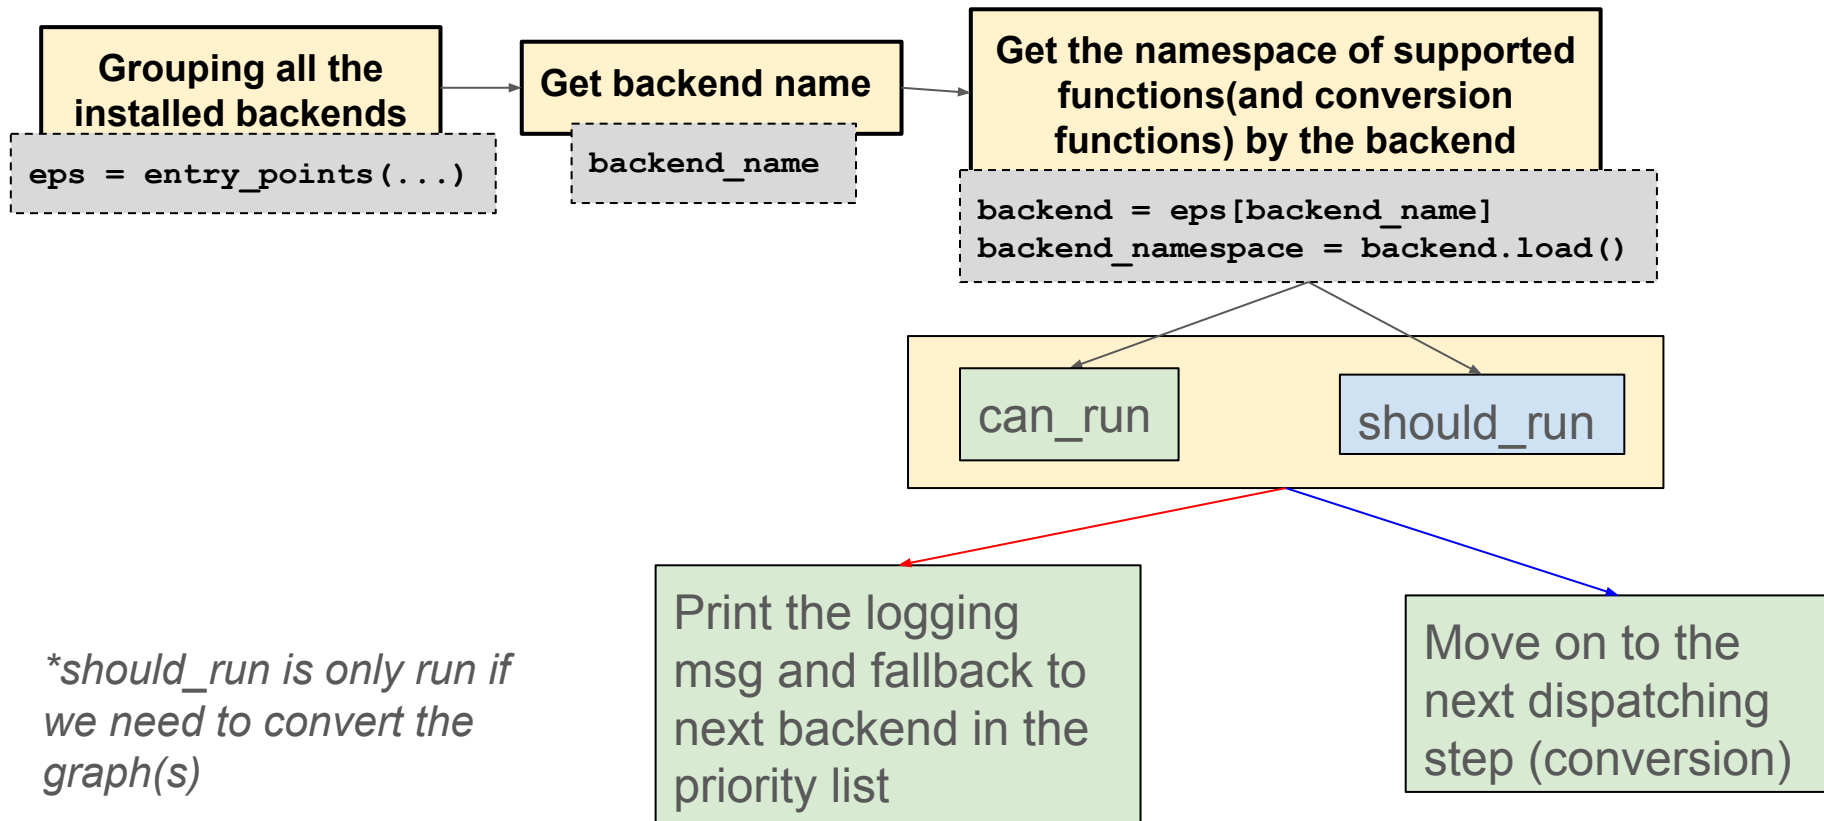 Grouping all the
installed backends
eps = entry_points(...)
Get backend name
backend_name
Get the namespace of supported
functions(and conversion
functions) by the backend
backend = eps[backend_name]
backend_namespace = backend.load()
can_run
should_run
Print the logging
msg and fallback to
next backend in the
priority list
Move on to the
next dispatching
step (conversion)
*should_run is only run if
we need to convert the
graph(s)